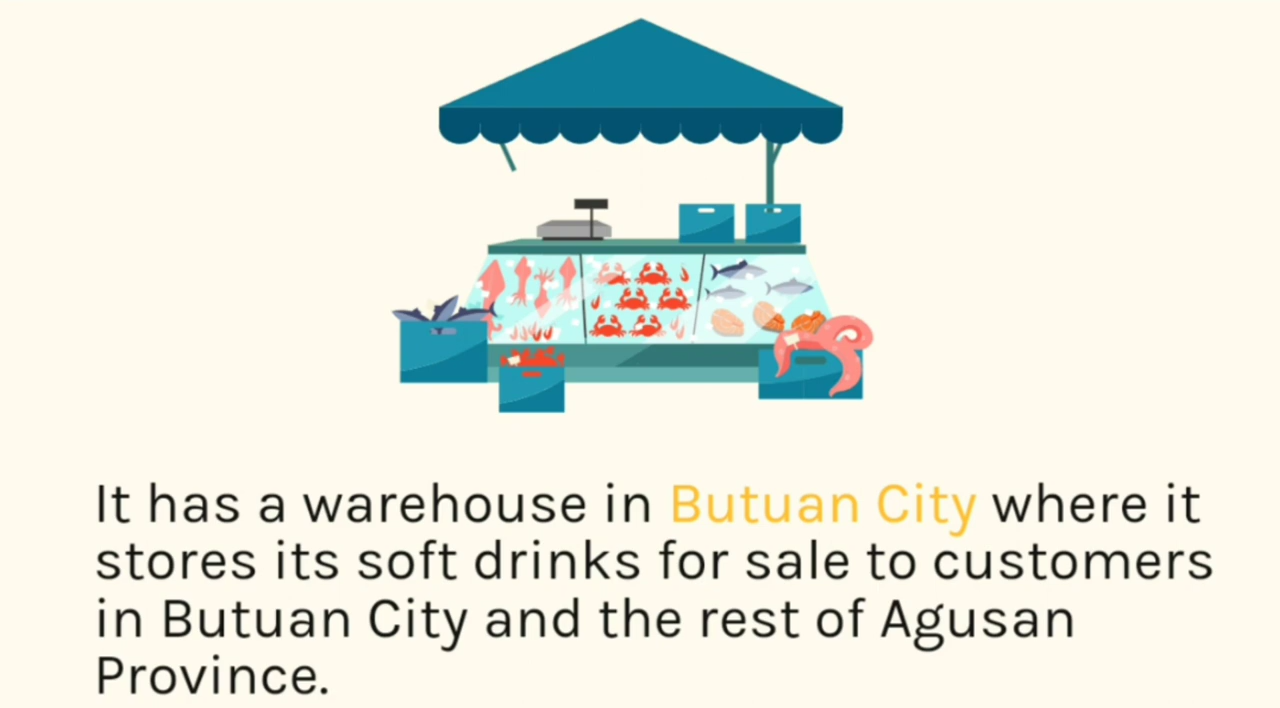 It has a warehouse in Butuan City where it
stores its soft drinks for sale to customers
in Butuan City and the rest of Agusan
Province.